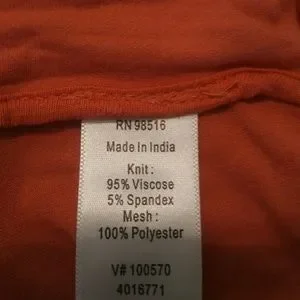 RN 98516
Made in India
Knit :
95% Viscose
5% Spandex
Mesh :
100% Polyester
V# 100570
4016771